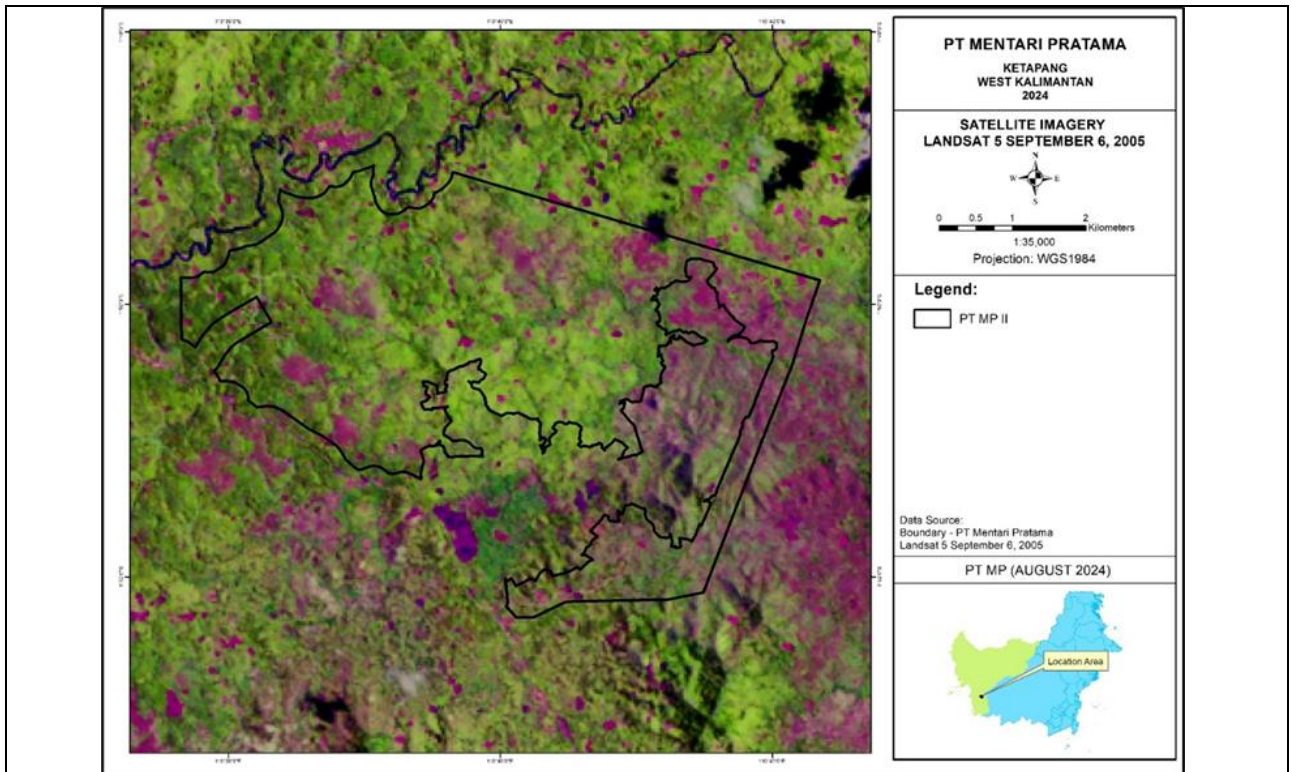 PT MENTARI PRATAMA
KETAPANG
WEST KALIMANTAN
2024
SATELLITE IMAGERY
LANDSAT 5 SEPTEMBER 6, 2005
N
W E
S
0 0.5 1 2
Kilometers
1:35,000
Projection: WGS1984
Legend:
PT MP II
Data Source:
Boundary - PT Mentari Pratama
Landsat 5 September 6, 2005
PT MP (AUGUST 2024)
Location Area